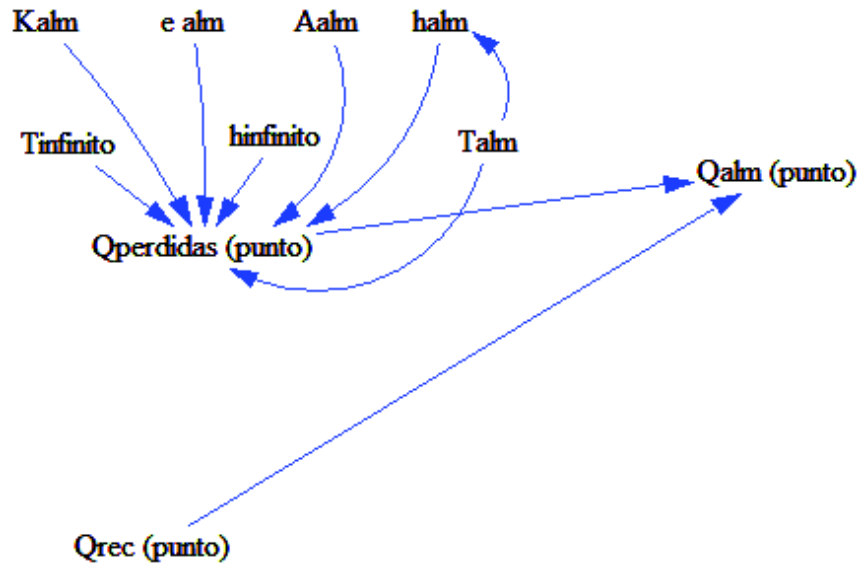 Kalm
e alm
Aalm
halm
Tinfinito
hinfinito
Talm
Qalm (punto)
Qperdidas (punto)
Qrec (punto)